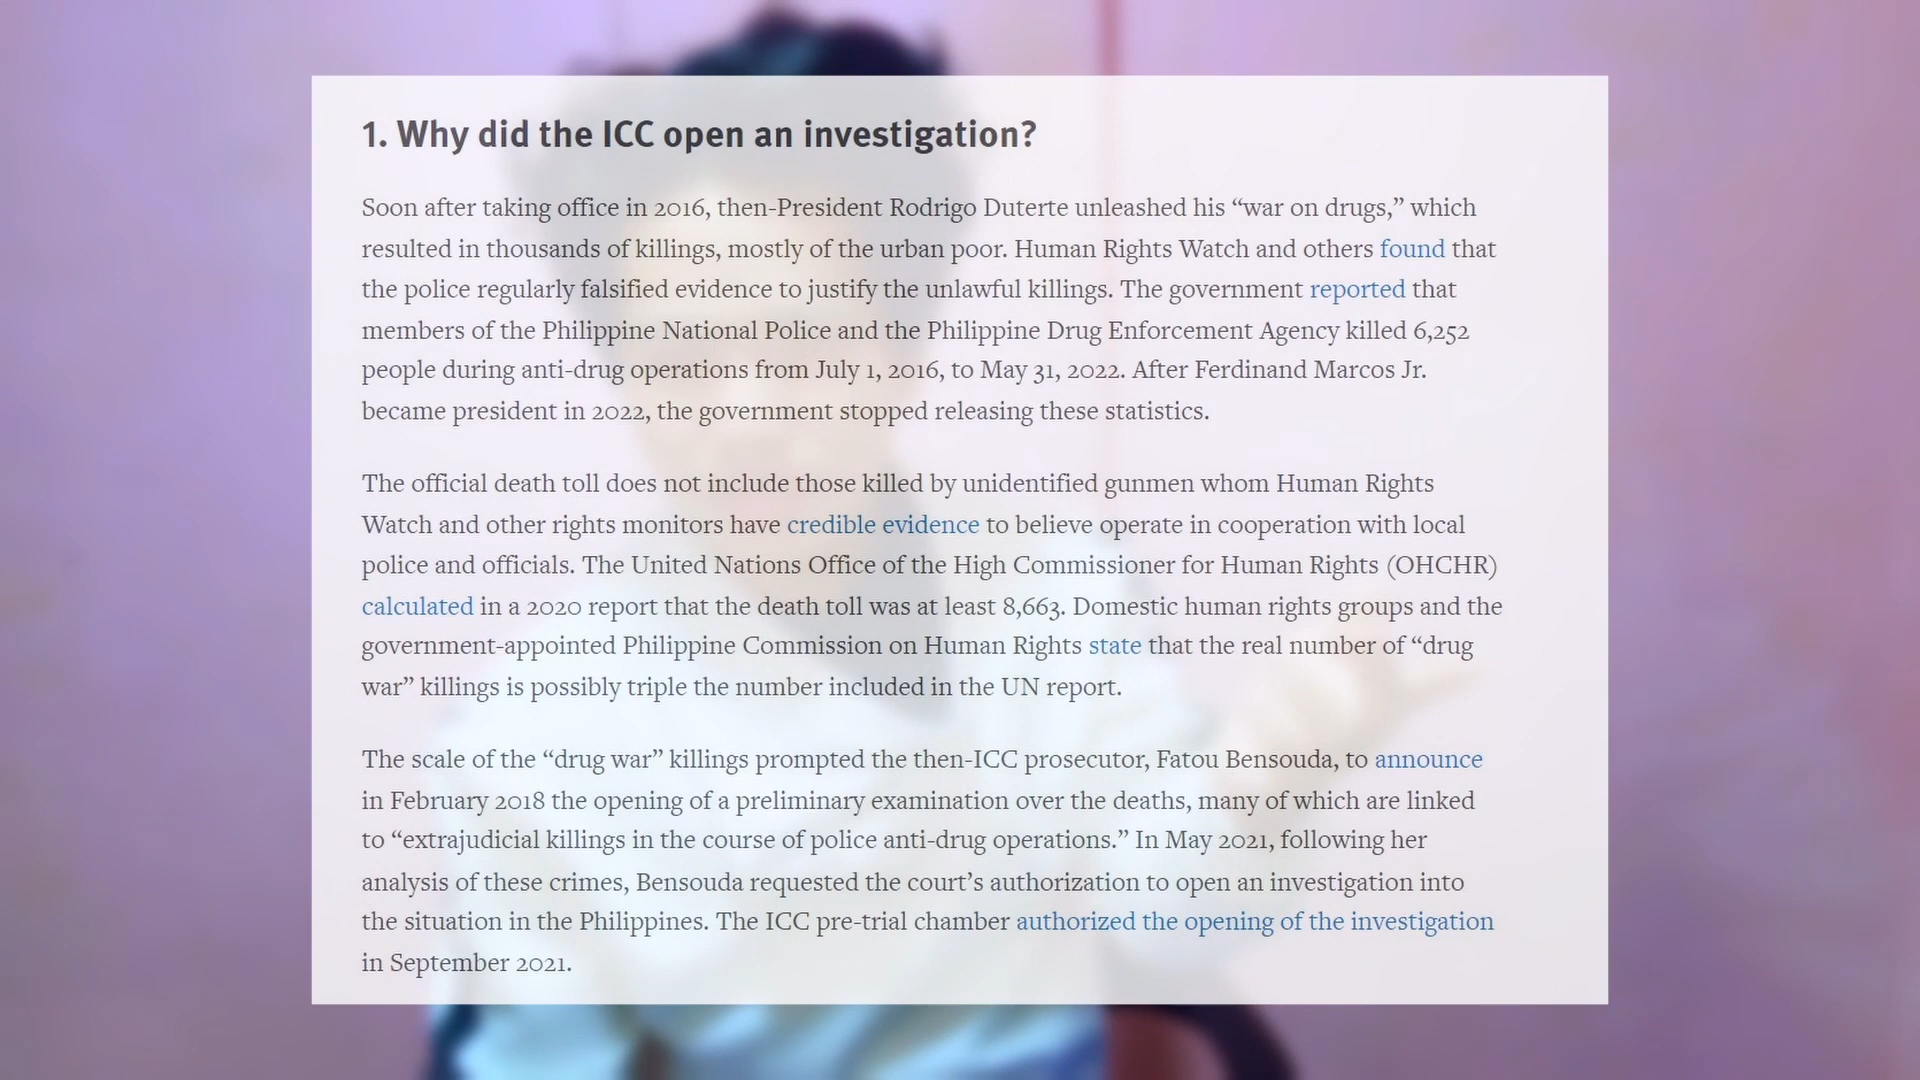 1. Why did the ICC open an investigation?
Soon after taking office in 2016, then-President Rodrigo Duterte unleashed his “war on drugs,” which
resulted in thousands of killings, mostly of the urban poor. Human Rights Watch and others found that
the police regularly falsified evidence to justify the unlawful killings. The government reported that
members of the Philippine National Police and the Philippine Drug Enforcement Agency killed 6,252
people during anti-drug operations from July 1, 2016, to May 31, 2022. After Ferdinand Marcos Jr.
became president in 2022, the government stopped releasing these statistics.
The official death toll does not include those killed by unidentified gunmen whom Human Rights
Watch and other rights monitors have credible evidence to believe operate in cooperation with local
police and officials. The United Nations Office of the High Commissioner for Human Rights (OHCHR)
calculated in a 2020 report that the death toll was at least 8,663. Domestic human rights groups and the
government-appointed Philippine Commission on Human Rights state that the real number of “drug
war” killings is possibly triple the number included in the UN report.
The scale of the “drug war” killings prompted the then-ICC prosecutor, Fatou Bensouda, to announce
in February 2018 the opening of a preliminary examination over the deaths, many of which are linked
to “extrajudicial killings in the course of police anti-drug operations.” In May 2021, following her
analysis of these crimes, Bensouda requested the court’s authorization to open an investigation into
the situation in the Philippines. The ICC pre-trial chamber authorized the opening of the investigation
in September 2021.